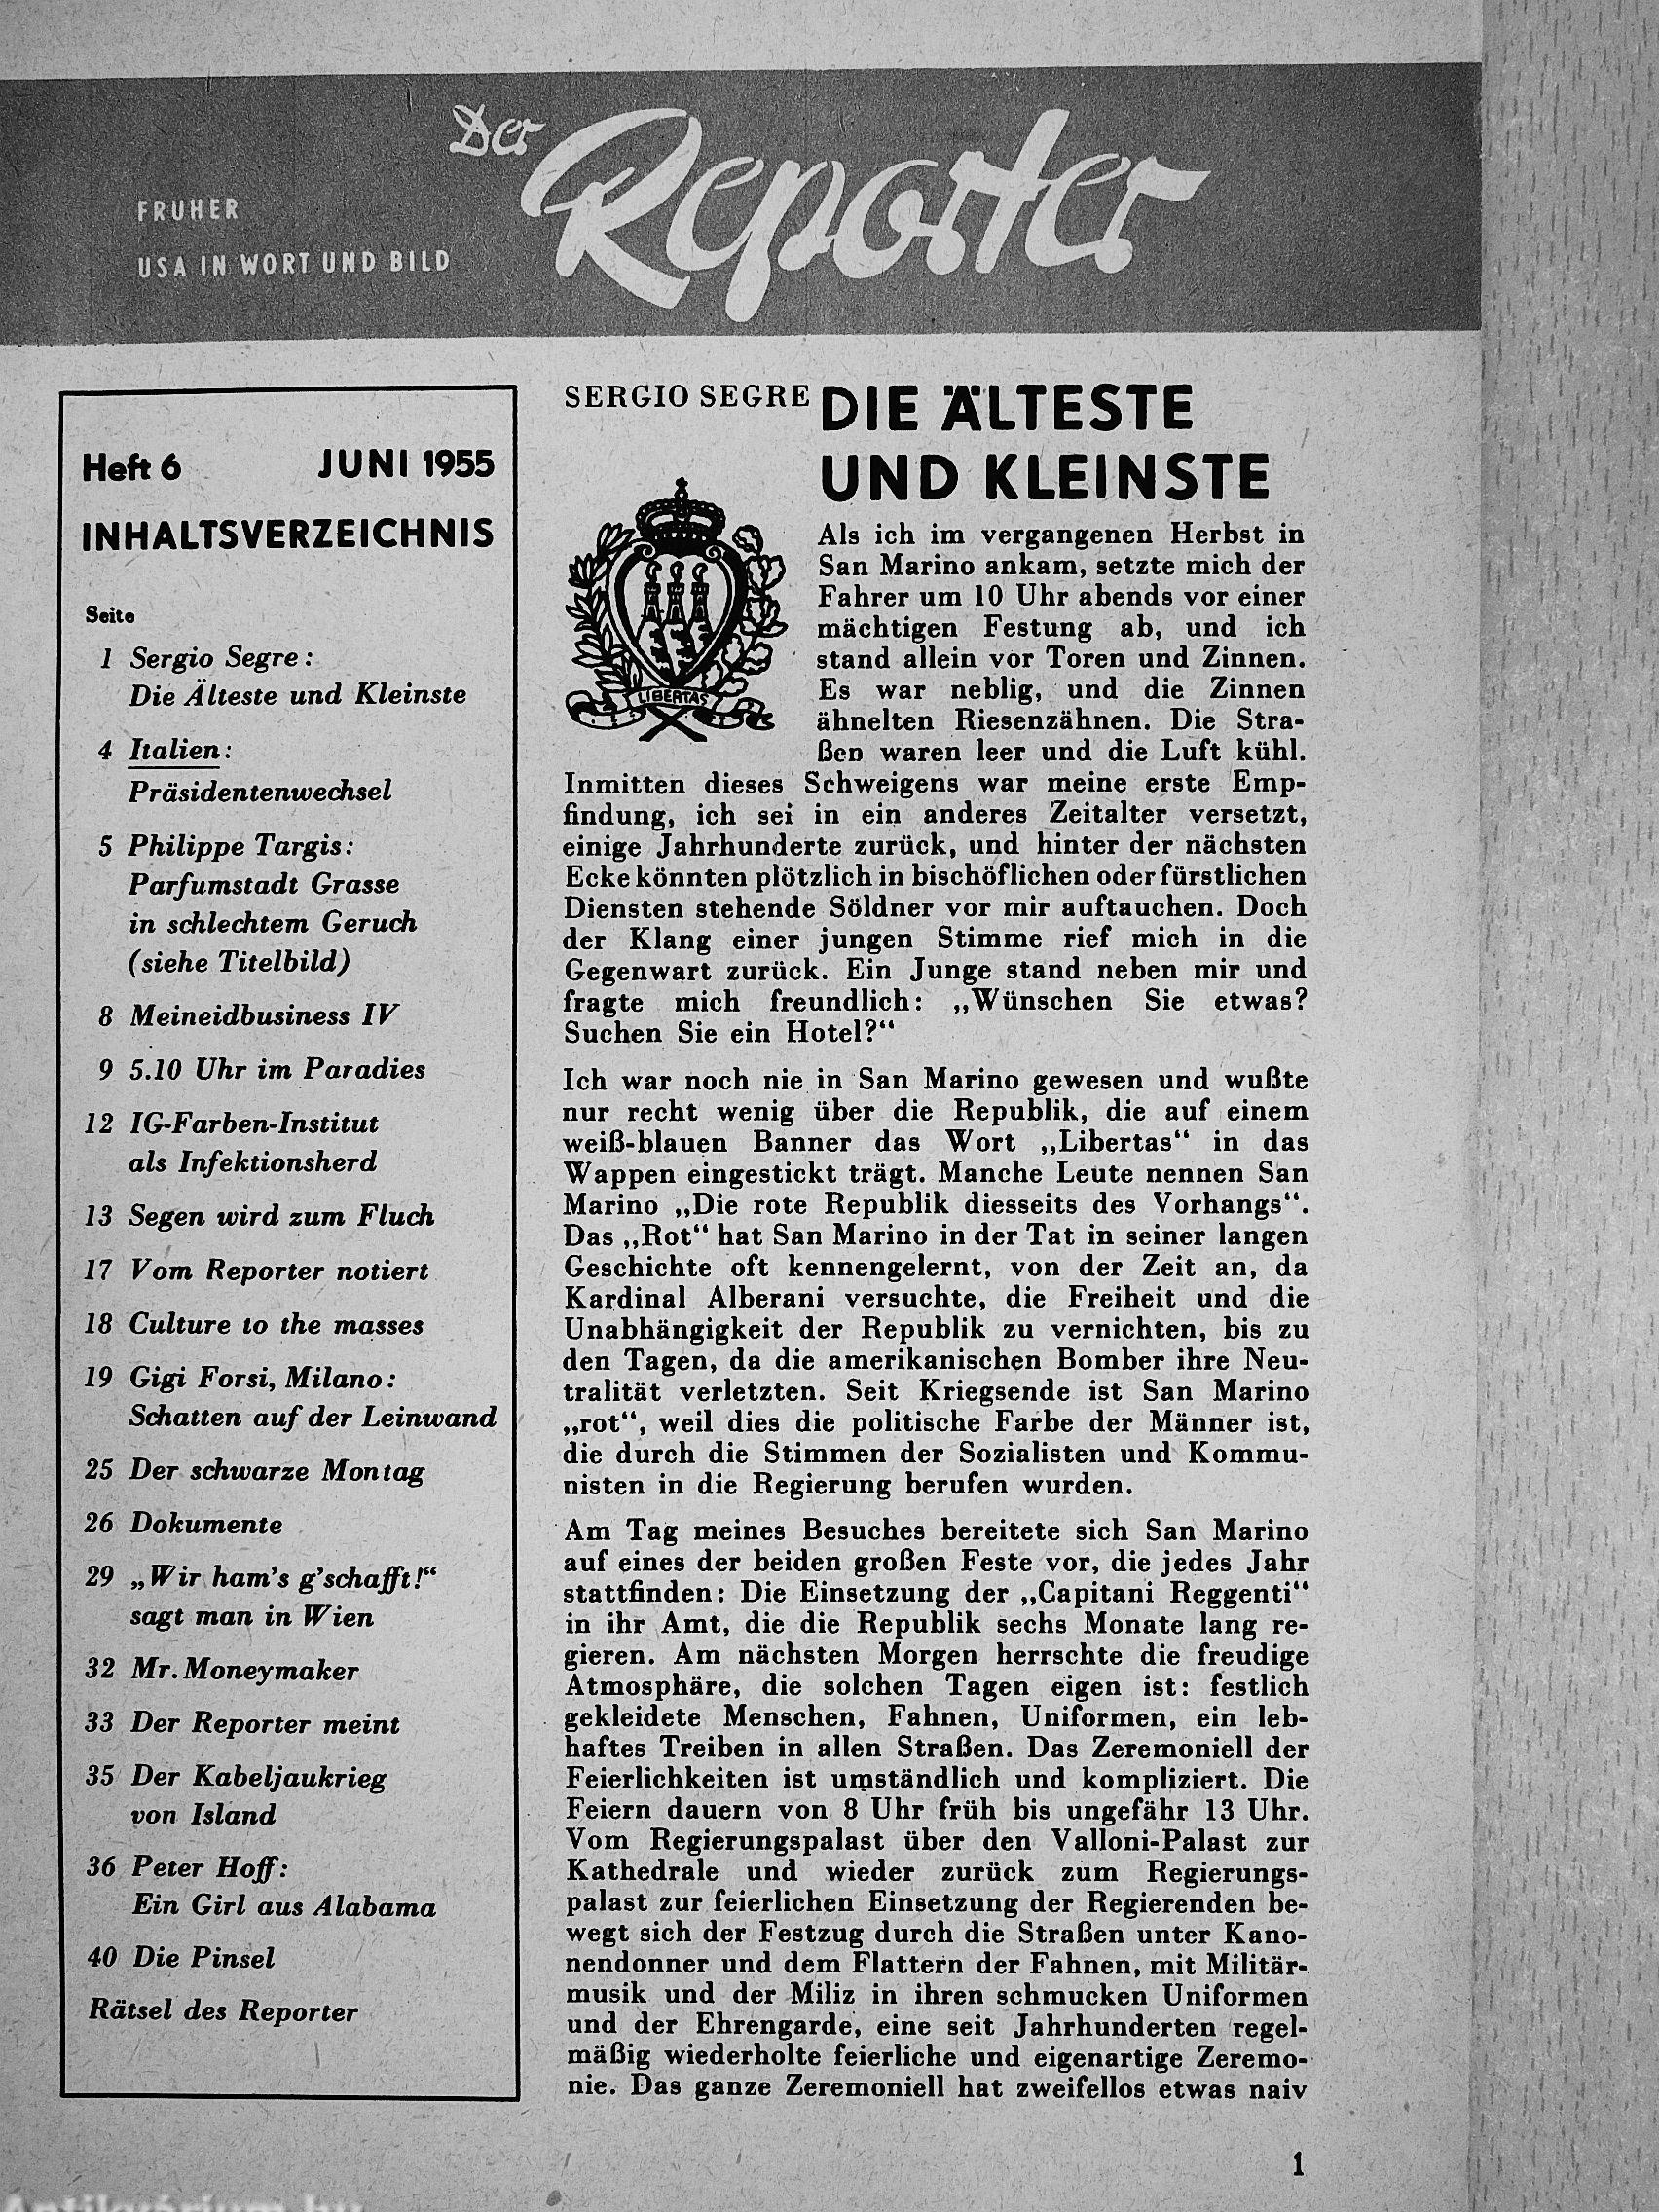 Der Reporter
FRUHER
USA IN WORT UND BILD
Heft 6 JUNI 1955
INHALTSVERZEICHNIS
Seite
1 Sergio Segre:
Die Älteste und Kleinste
4 Italien:
Präsidentenwechsel
5 Philippe Targis:
Parfumstadt Grasse
in schlechtem Geruch
(siehe Titelbild)
8 Meineidbusiness IV
9 5.10 Uhr im Paradies
12 IG-Farben-Institut
als Infektionsherd
13 Segen wird zum Fluch
17 Vom Reporter notiert
18 Culture to the masses
19 Gigi Forsi, Milano:
Schatten auf der Leinwand
25 Der schwarze Montag
26 Dokumente
29 „Wir ham's g'schafft!“
sagt man in Wien
32 Mr. Moneymaker
33 Der Reporter meint
35 Der Kabeljaukrieg
von Island
36 Peter Hoff:
Ein Girl aus Alabama
40 Die Pinsel
Rätsel des Reporter
SERGIO SEGRE
DIE ÄLTESTE
UND KLEINSTE
LIBERTAS
Als ich im vergangenen Herbst in
San Marino ankam, setzte mich der
Fahrer um 10 Uhr abends vor einer
mächtigen Festung ab, und ich
stand allein vor Toren und Zinnen.
Es war neblig, und die Zinnen
ähnelten Riesenzähnen. Die Stra-
ßen waren leer und die Luft kühl.
Inmitten dieses Schweigens war meine erste Emp-
findung, ich sei in ein anderes Zeitalter versetzt,
einige Jahrhunderte zurück, und hinter der nächsten
Ecke könnten plötzlich in bischöflichen oder fürstlichen
Diensten stehende Söldner vor mir auftauchen. Doch
der Klang einer jungen Stimme rief mich in die
Gegenwart zurück. Ein Junge stand neben mir und
fragte mich freundlich: „Wünschen Sie etwas?
Suchen Sie ein Hotel?“
Ich war noch nie in San Marino gewesen und wußte
nur recht wenig über die Republik, die auf einem
weiß-blauen Banner das Wort „Libertas“ in das
Wappen eingestickt trägt. Manche Leute nennen San
Marino „Die rote Republik diesseits des Vorhangs“.
Das „Rot“ hat San Marino in der Tat in seiner langen
Geschichte oft kennengelernt, von der Zeit an, da
Kardinal Alberani versuchte, die Freiheit und die
Unabhängigkeit der Republik zu vernichten, bis zu
den Tagen, da die amerikanischen Bomber ihre Neu-
tralität verletzten. Seit Kriegsende ist San Marino
„rot“, weil dies die politische Farbe der Männer ist,
die durch die Stimmen der Sozialisten und Kommu-
nisten in die Regierung berufen wurden.
Am Tag meines Besuches bereitete sich San Marino
auf eines der beiden großen Feste vor, die jedes Jahr
stattfinden: Die Einsetzung der „Capitani Reggenti“
in ihr Amt, die die Republik sechs Monate lang re-
gieren. Am nächsten Morgen herrschte die freudige
Atmosphäre, die solchen Tagen eigen ist: festlich
gekleidete Menschen, Fahnen, Uniformen, ein leb-
haftes Treiben in allen Straßen. Das Zeremoniell der
Feierlichkeiten ist umständlich und kompliziert. Die
Feiern dauern von 8 Uhr früh bis ungefähr 13 Uhr.
Vom Regierungspalast über den Valloni-Palast zur
Kathedrale und wieder zurück zum Regierungs-
palast zur feierlichen Einsetzung der Regierenden be-
wegt sich der Festzug durch die Straßen unter Kano-
nendonner und dem Flattern der Fahnen, mit Militär-
musik und der Miliz in ihren schmucken Uniformen
und der Ehrengarde, eine seit Jahrhunderten regel-
mäßig wiederholte feierliche und eigenartige Zeremo-
nie. Das ganze Zeremoniell hat zweifellos etwas naiv
1